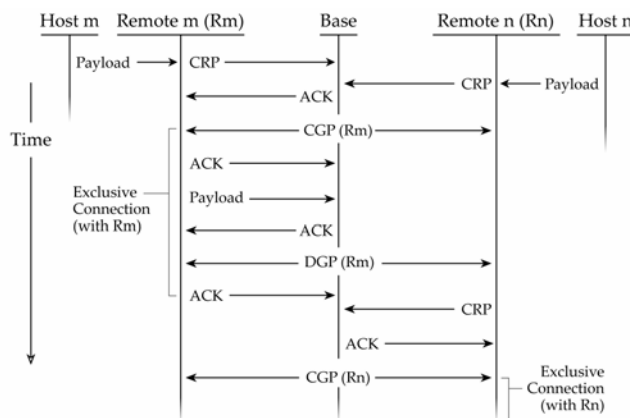 Host m Remote m (Rm) Base Remote n (Rn) Host n
Payload CRP
CRP Payload
ACK
Time
CGP (Rm)
ACK
Exclusive
Connection
(with Rm)
Payload
ACK
DGP (Rm)
ACK
CRP
ACK
CGP (Rn)
Exclusive
Connection
(with Rn)